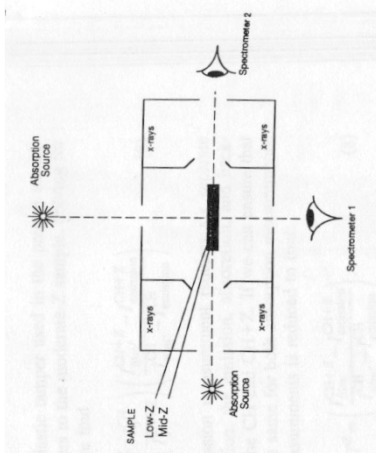 Absorption
Source
Spectrometer 2
x-rays
x-rays
x-rays
x-rays
SAMPLE
Low-Z
Mid-Z
Absorption
Source
Spectrometer 1